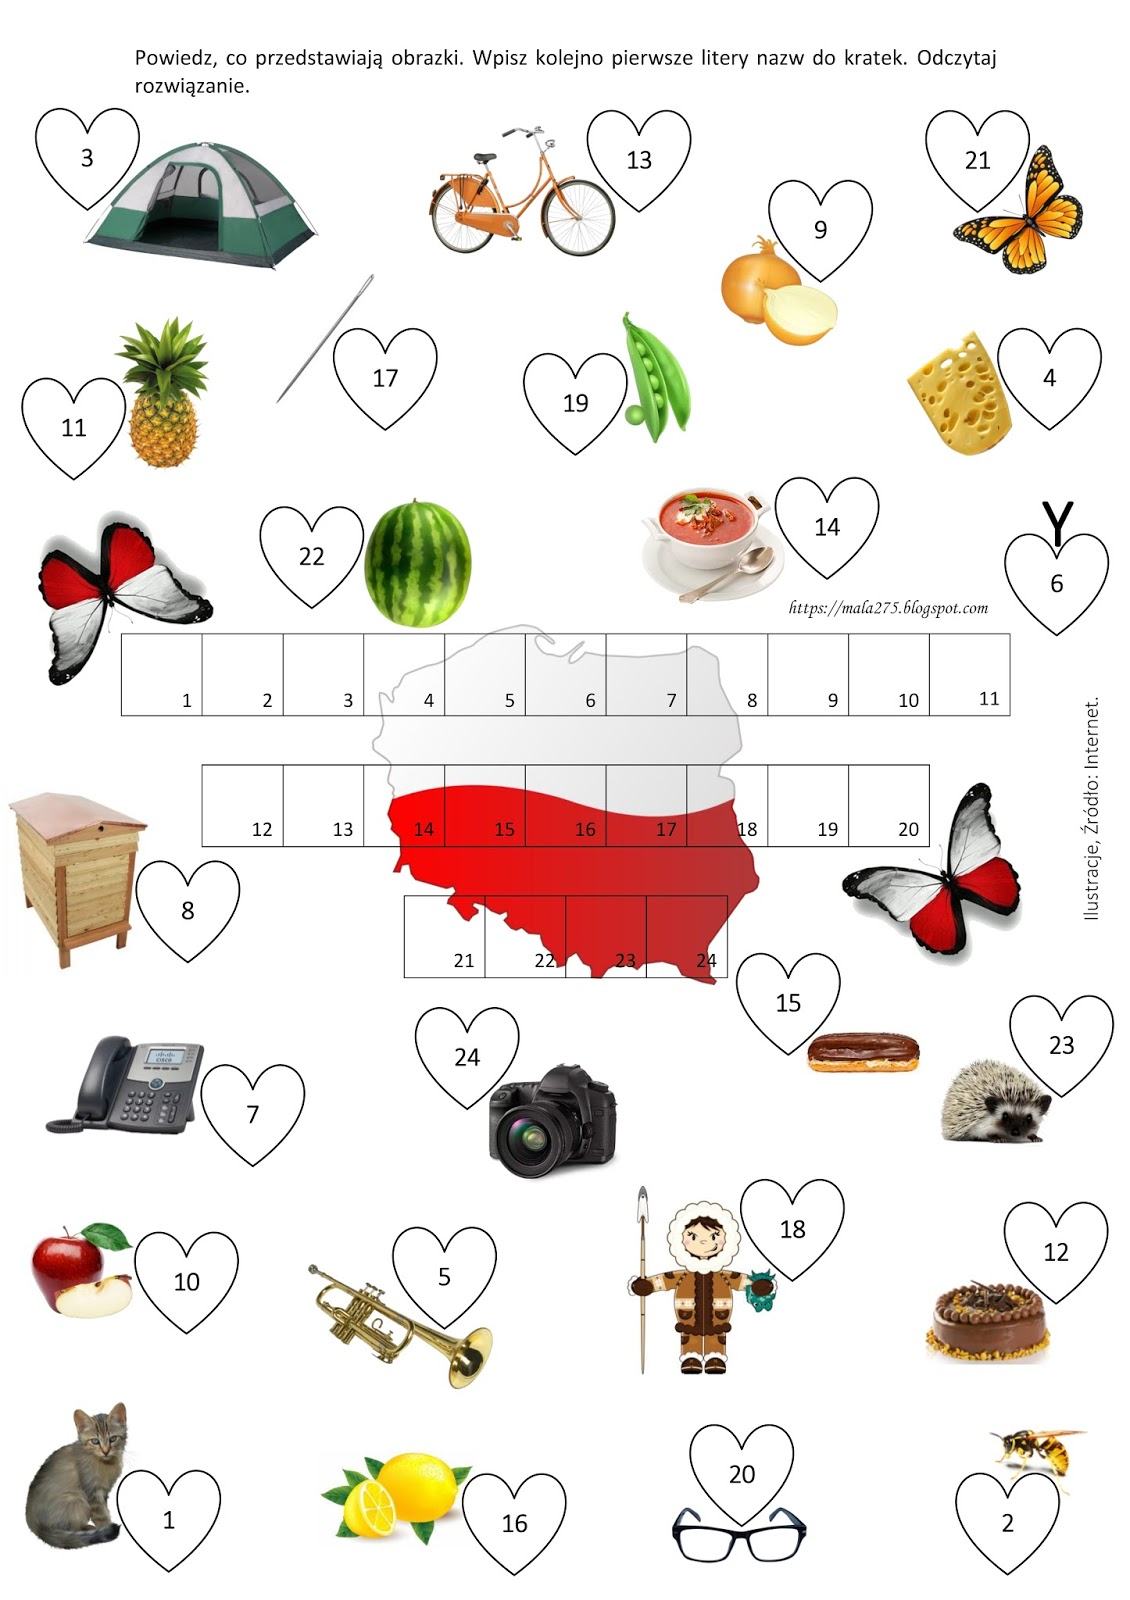 Powiedz, co przedstawiają obrazki. Wpisz kolejno pierwsze litery nazw do kratek. Odczytaj
rozwiązanie.
3
13
21
9
17
19
4
11
22
14
Y
6
https://mala275.blogspot.com
1 2 3 4 5 6 7 8 9 10 11
Ilustracje, Źródło: Internet.
12 13 14 15 16 17 18 19 20
8
21 22 23 24
15
24
23
CISCO
7
18
12
10
5
1
16
20
2